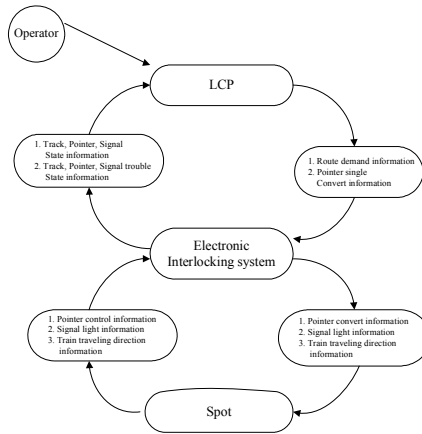 Operator
LCP
1. Track, Pointer, Signal
State information
2. Track, Pointer, Signal trouble
State information
1. Route demand information
2. Pointer single
Convert information
Electronic
Interlocking system
1. Pointer control information
2. Signal light information
3. Train traveling direction
information
1. Pointer convert information
2. Signal light information
3. Train traveling direction
information
Spot